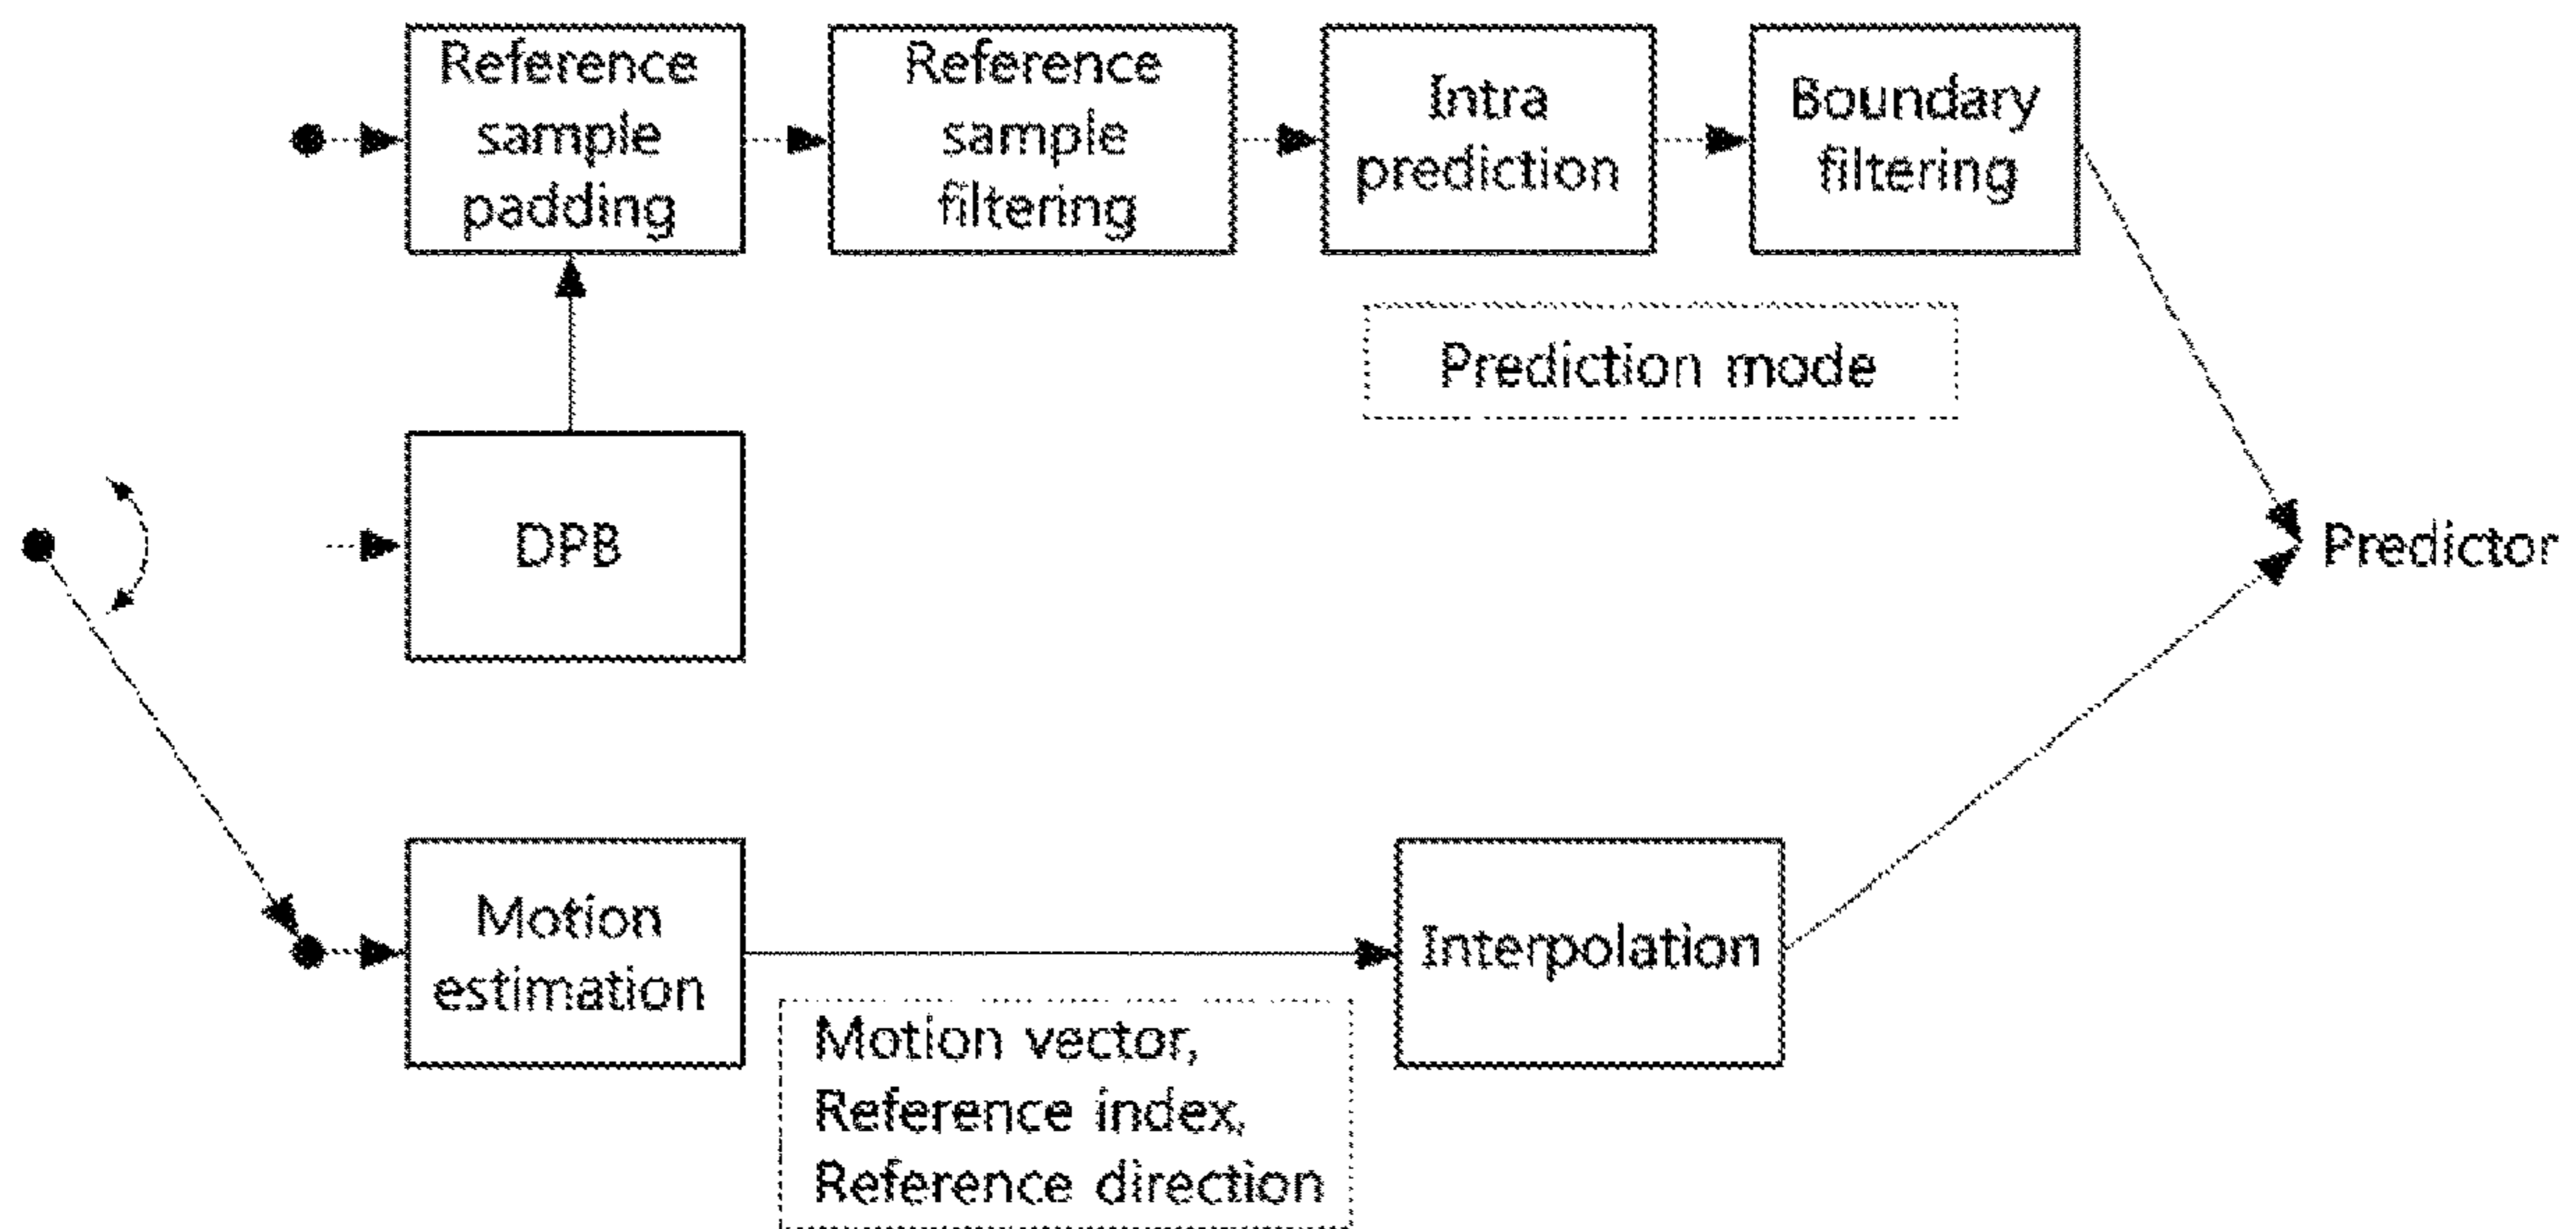 Reference
sample
padding
Reference
sample
filtering
Intra
prediction
Boundary
filtering
Prediction mode
DPB
Predictor
Motion
estimation
Interpolation
Motion vector,
Reference index,
Reference direction